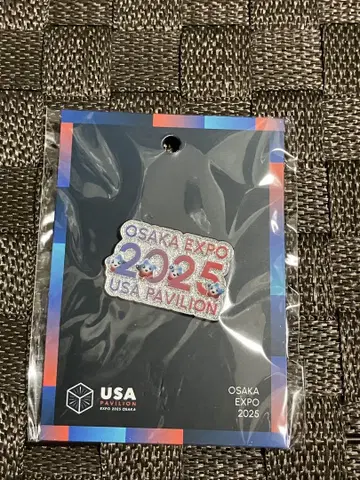 OSAKA EXPO
2025
USA PAVILION
USA
PAVILION
EXPO 2025 OSAKA
OSAKA
EXPO
2025